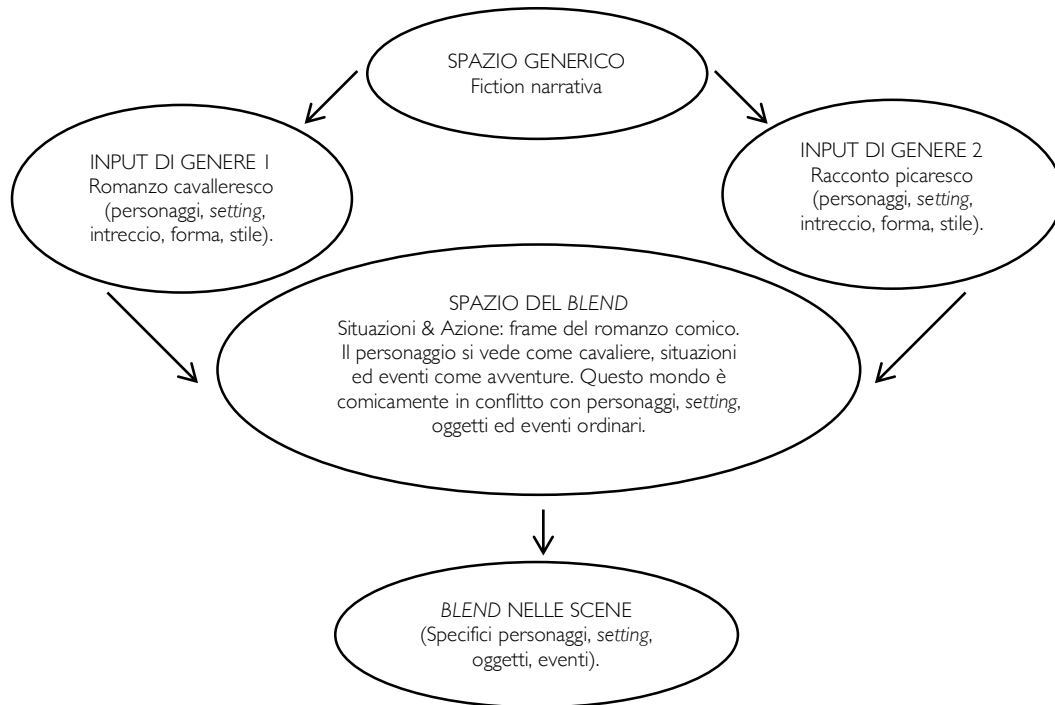 SPAZIO GENERICO
Fiction narrativa
INPUT DI GENERE 1
Romanzo cavalleresco
(personaggi, setting,
intreccio, forma, stile).
INPUT DI GENERE 2
Racconto picaresco
(personaggi, setting,
intreccio, forma, stile).
SPAZIO DEL BLEND
Situazioni & Azione: frame del romanzo comico.
Il personaggio si vede come cavaliere, situazioni
ed eventi come avventure. Questo mondo è
comicamente in conflitto con personaggi, setting,
oggetti ed eventi ordinari.
BLEND NELLE SCENE
(Specifici personaggi, setting,
oggetti, eventi).